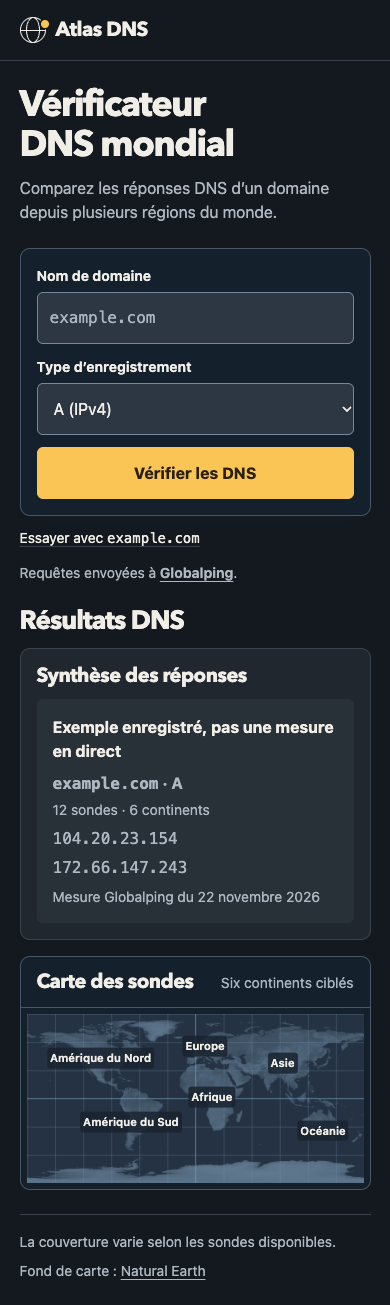 Atlas DNS
Vérificateur
DNS mondial
Comparez les réponses DNS d’un domaine
depuis plusieurs régions du monde.
Nom de domaine
example.com
Type d’enregistrement
A (IPv4)
Vérifier les DNS
Essayer avec example.com
Requêtes envoyées à Globalping.
Résultats DNS
Synthèse des réponses
Exemple enregistré, pas une mesure
en direct
example.com · A
12 sondes · 6 continents
104.20.23.154
172.66.147.243
Mesure Globalping du 22 novembre 2026
Carte des sondes
Six continents ciblés
Europe
Amérique du Nord
Asie
Afrique
Amérique du Sud
Océanie
La couverture varie selon les sondes disponibles.
Fond de carte : Natural Earth